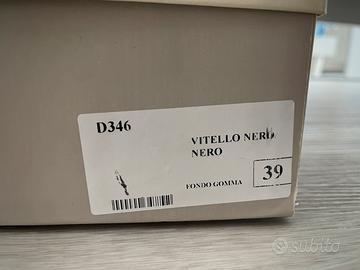 D346
VITELLO NERO
NERO
39
FONDO GOMMA
subito